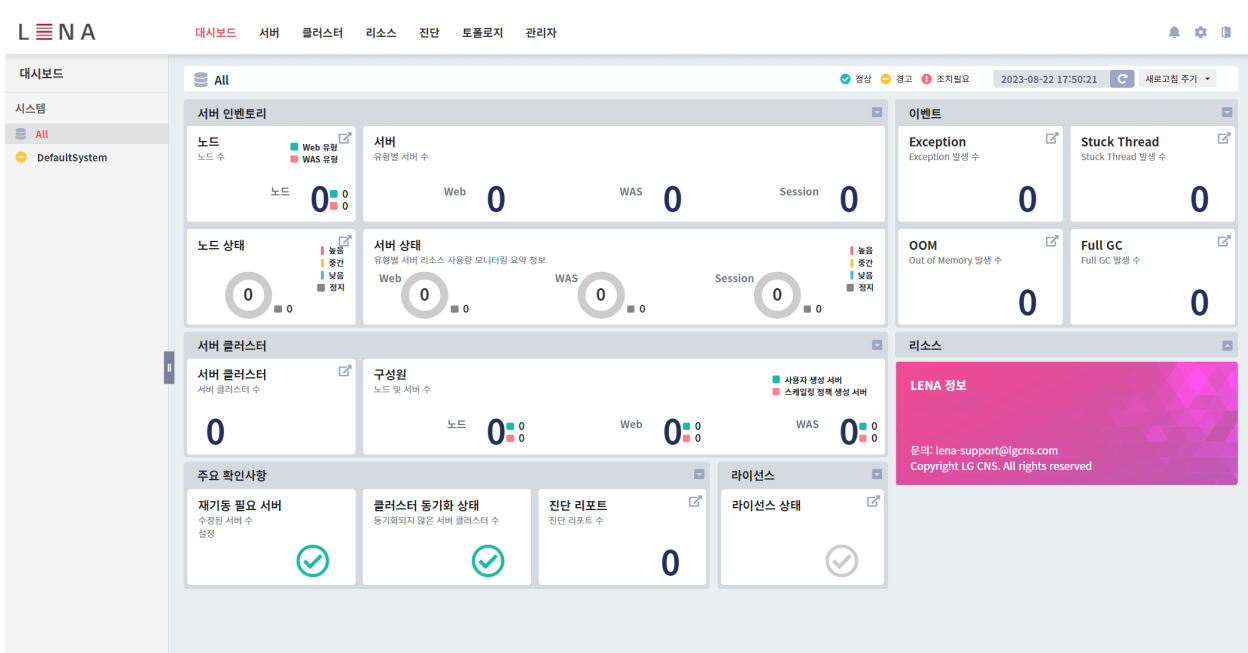 LENA
대시보드 서버 클러스터 리소스 진단 토폴로지 관리자
대시보드
시스템
All
DefaultSystem
All
정상 경고 조치필요 2023-08-22 17:50:21 새로고침 주기
서버 인벤토리
노드
노드 수
Web 유형
WAS 유형
노드 0 0
0
서버
유형별 서버 수
Web 0 WAS 0 Session 0
노드 상태
높음
중간
낮음
정지
0 0
서버 상태
유형별 서버 리소스 사용량 모니터링 요약 정보
높음
중간
낮음
정지
Web 0 0 WAS 0 0 Session 0 0
이벤트
Exception
Exception 발생 수
0
Stuck Thread
Stuck Thread 발생 수
0
OOM
Out of Memory 발생 수
0
Full GC
Full GC 발생 수
0
서버 클러스터
서버 클러스터
서버 클러스터 수
0
구성원
노드 및 서버 수
사용자 생성 서버
스케일링 정책 생성 서버
노드 0 0 Web 0 0 WAS 0 0
0 0 0
리소스
LENA 정보
문의: lena-support@lgcns.com
Copyright LG CNS. All rights reserved
주요 확인사항
재기동 필요 서버
수정된 서버 수
설정
클러스터 동기화 상태
동기화되지 않은 서버 클러스터 수
진단 리포트
진단 리포트 수
0
라이선스
라이선스 상태